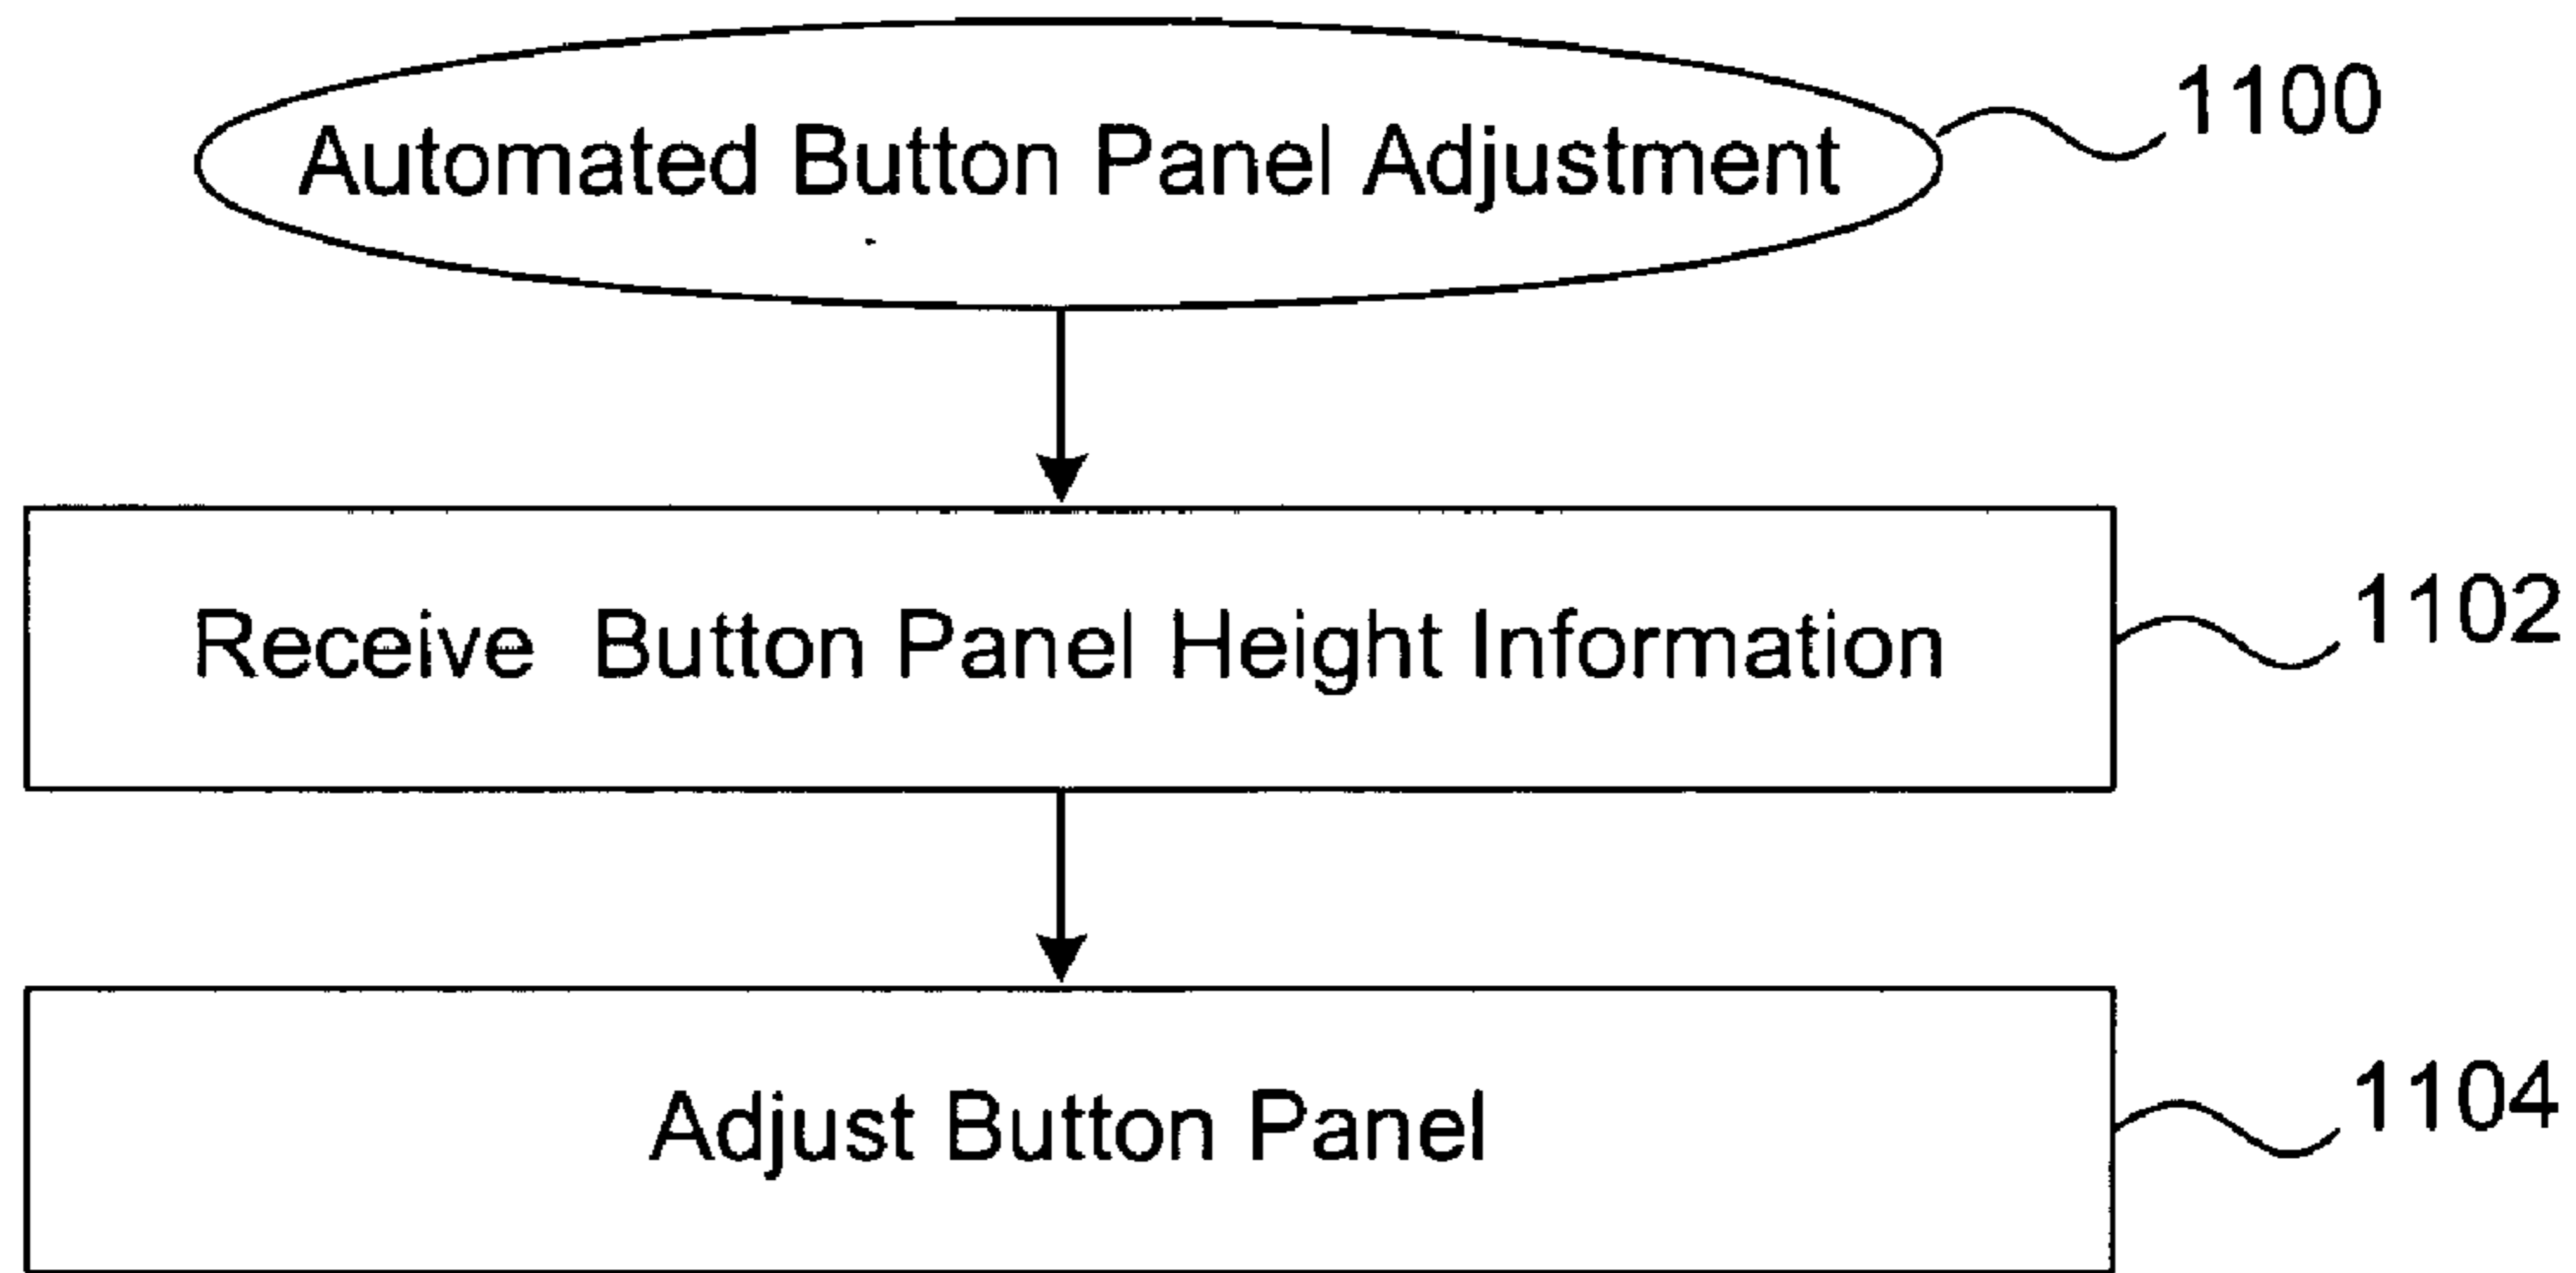 Automated Button Panel Adjustment
1100
Receive Button Panel Height Information
1102
Adjust Button Panel
1104